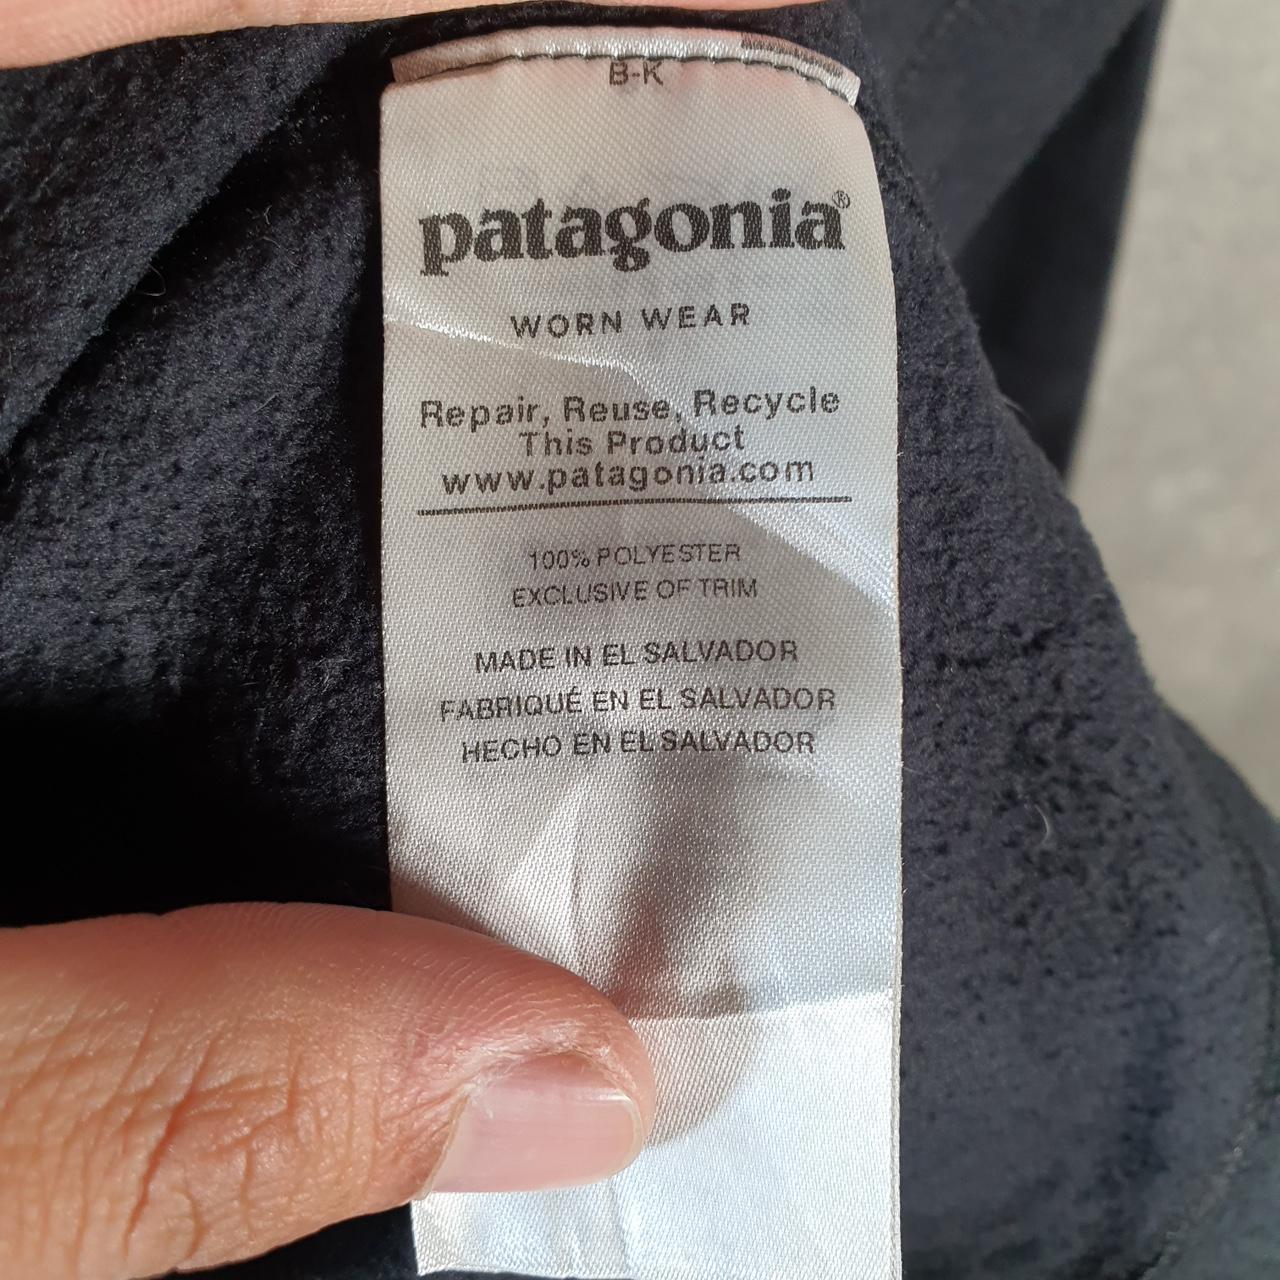 B-K
patagonia®
WORN WEAR
Repair, Reuse, Recycle
This Product
www.patagonia.com
100% POLYESTER
EXCLUSIVE OF TRIM
MADE IN EL SALVADOR
FABRIQUÉ EN EL SALVADOR
HECHO EN EL SALVADOR